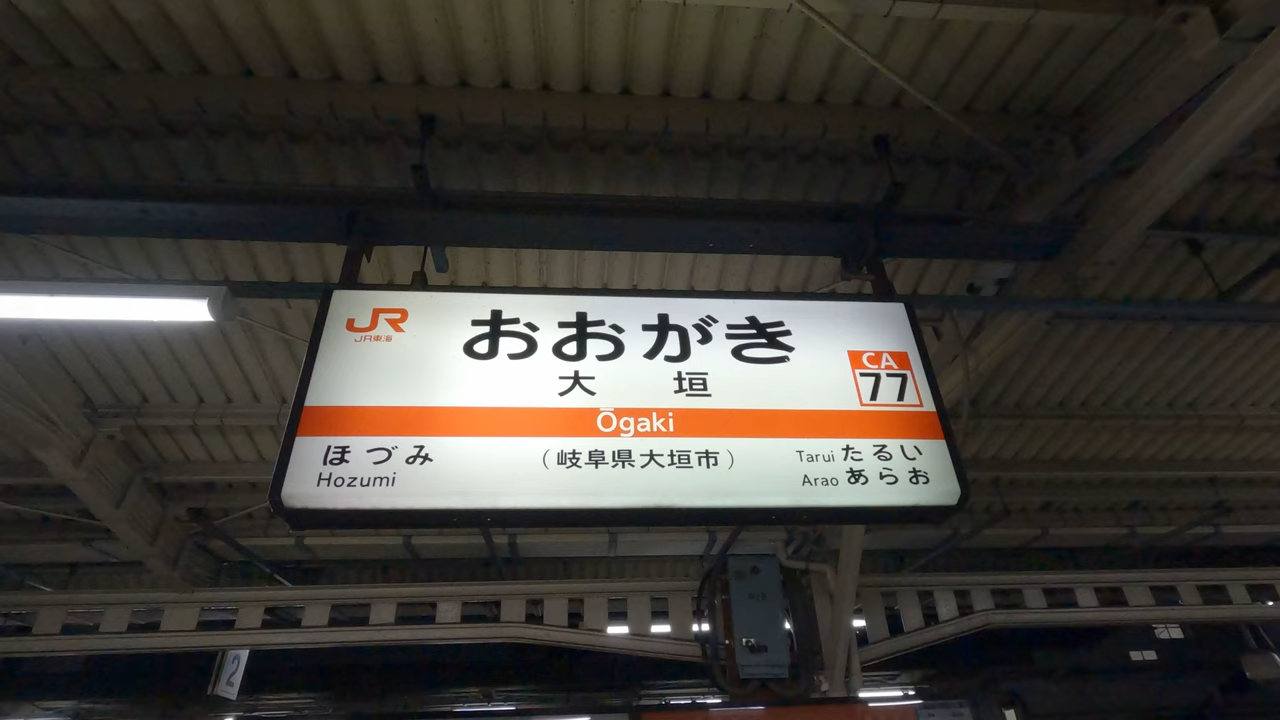 JR
JR東海
おおがき
大垣
CA
77
Ōgaki
ほづみ
Hozumi
(岐阜県大垣市)
Tarui たるい
Arao あらお
2